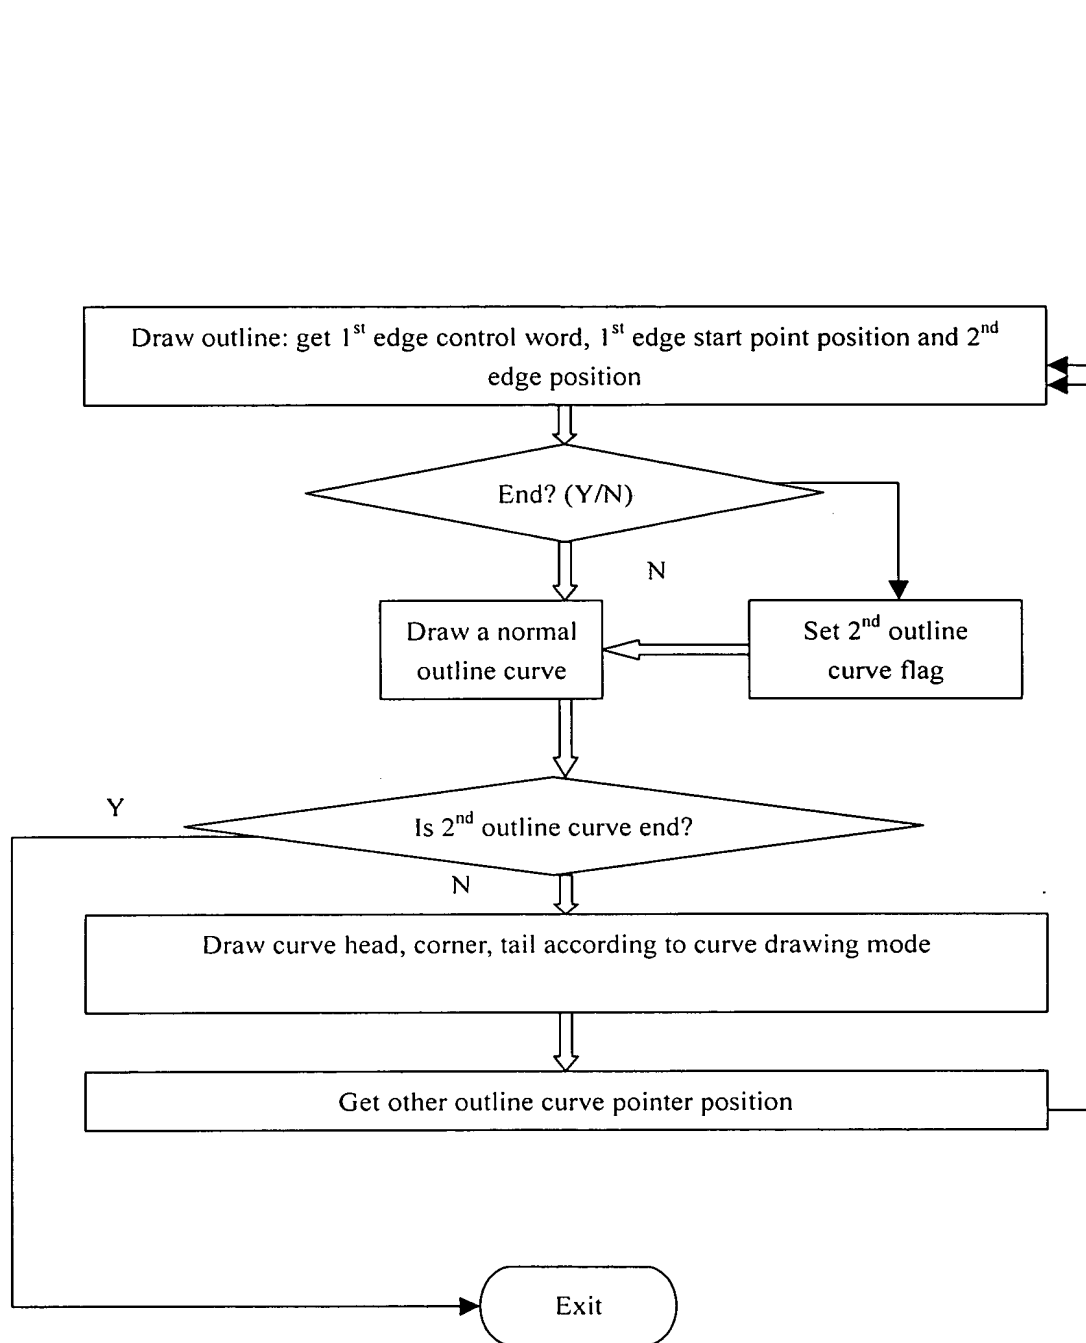 Draw outline: get 1st edge control word, 1st edge start point position and 2nd
edge position
End? (Y/N)
N
Draw a normal
outline curve
Set 2nd outline
curve flag
Y
Is 2nd outline curve end?
N
Draw curve head, corner, tail according to curve drawing mode
Get other outline curve pointer position
Exit